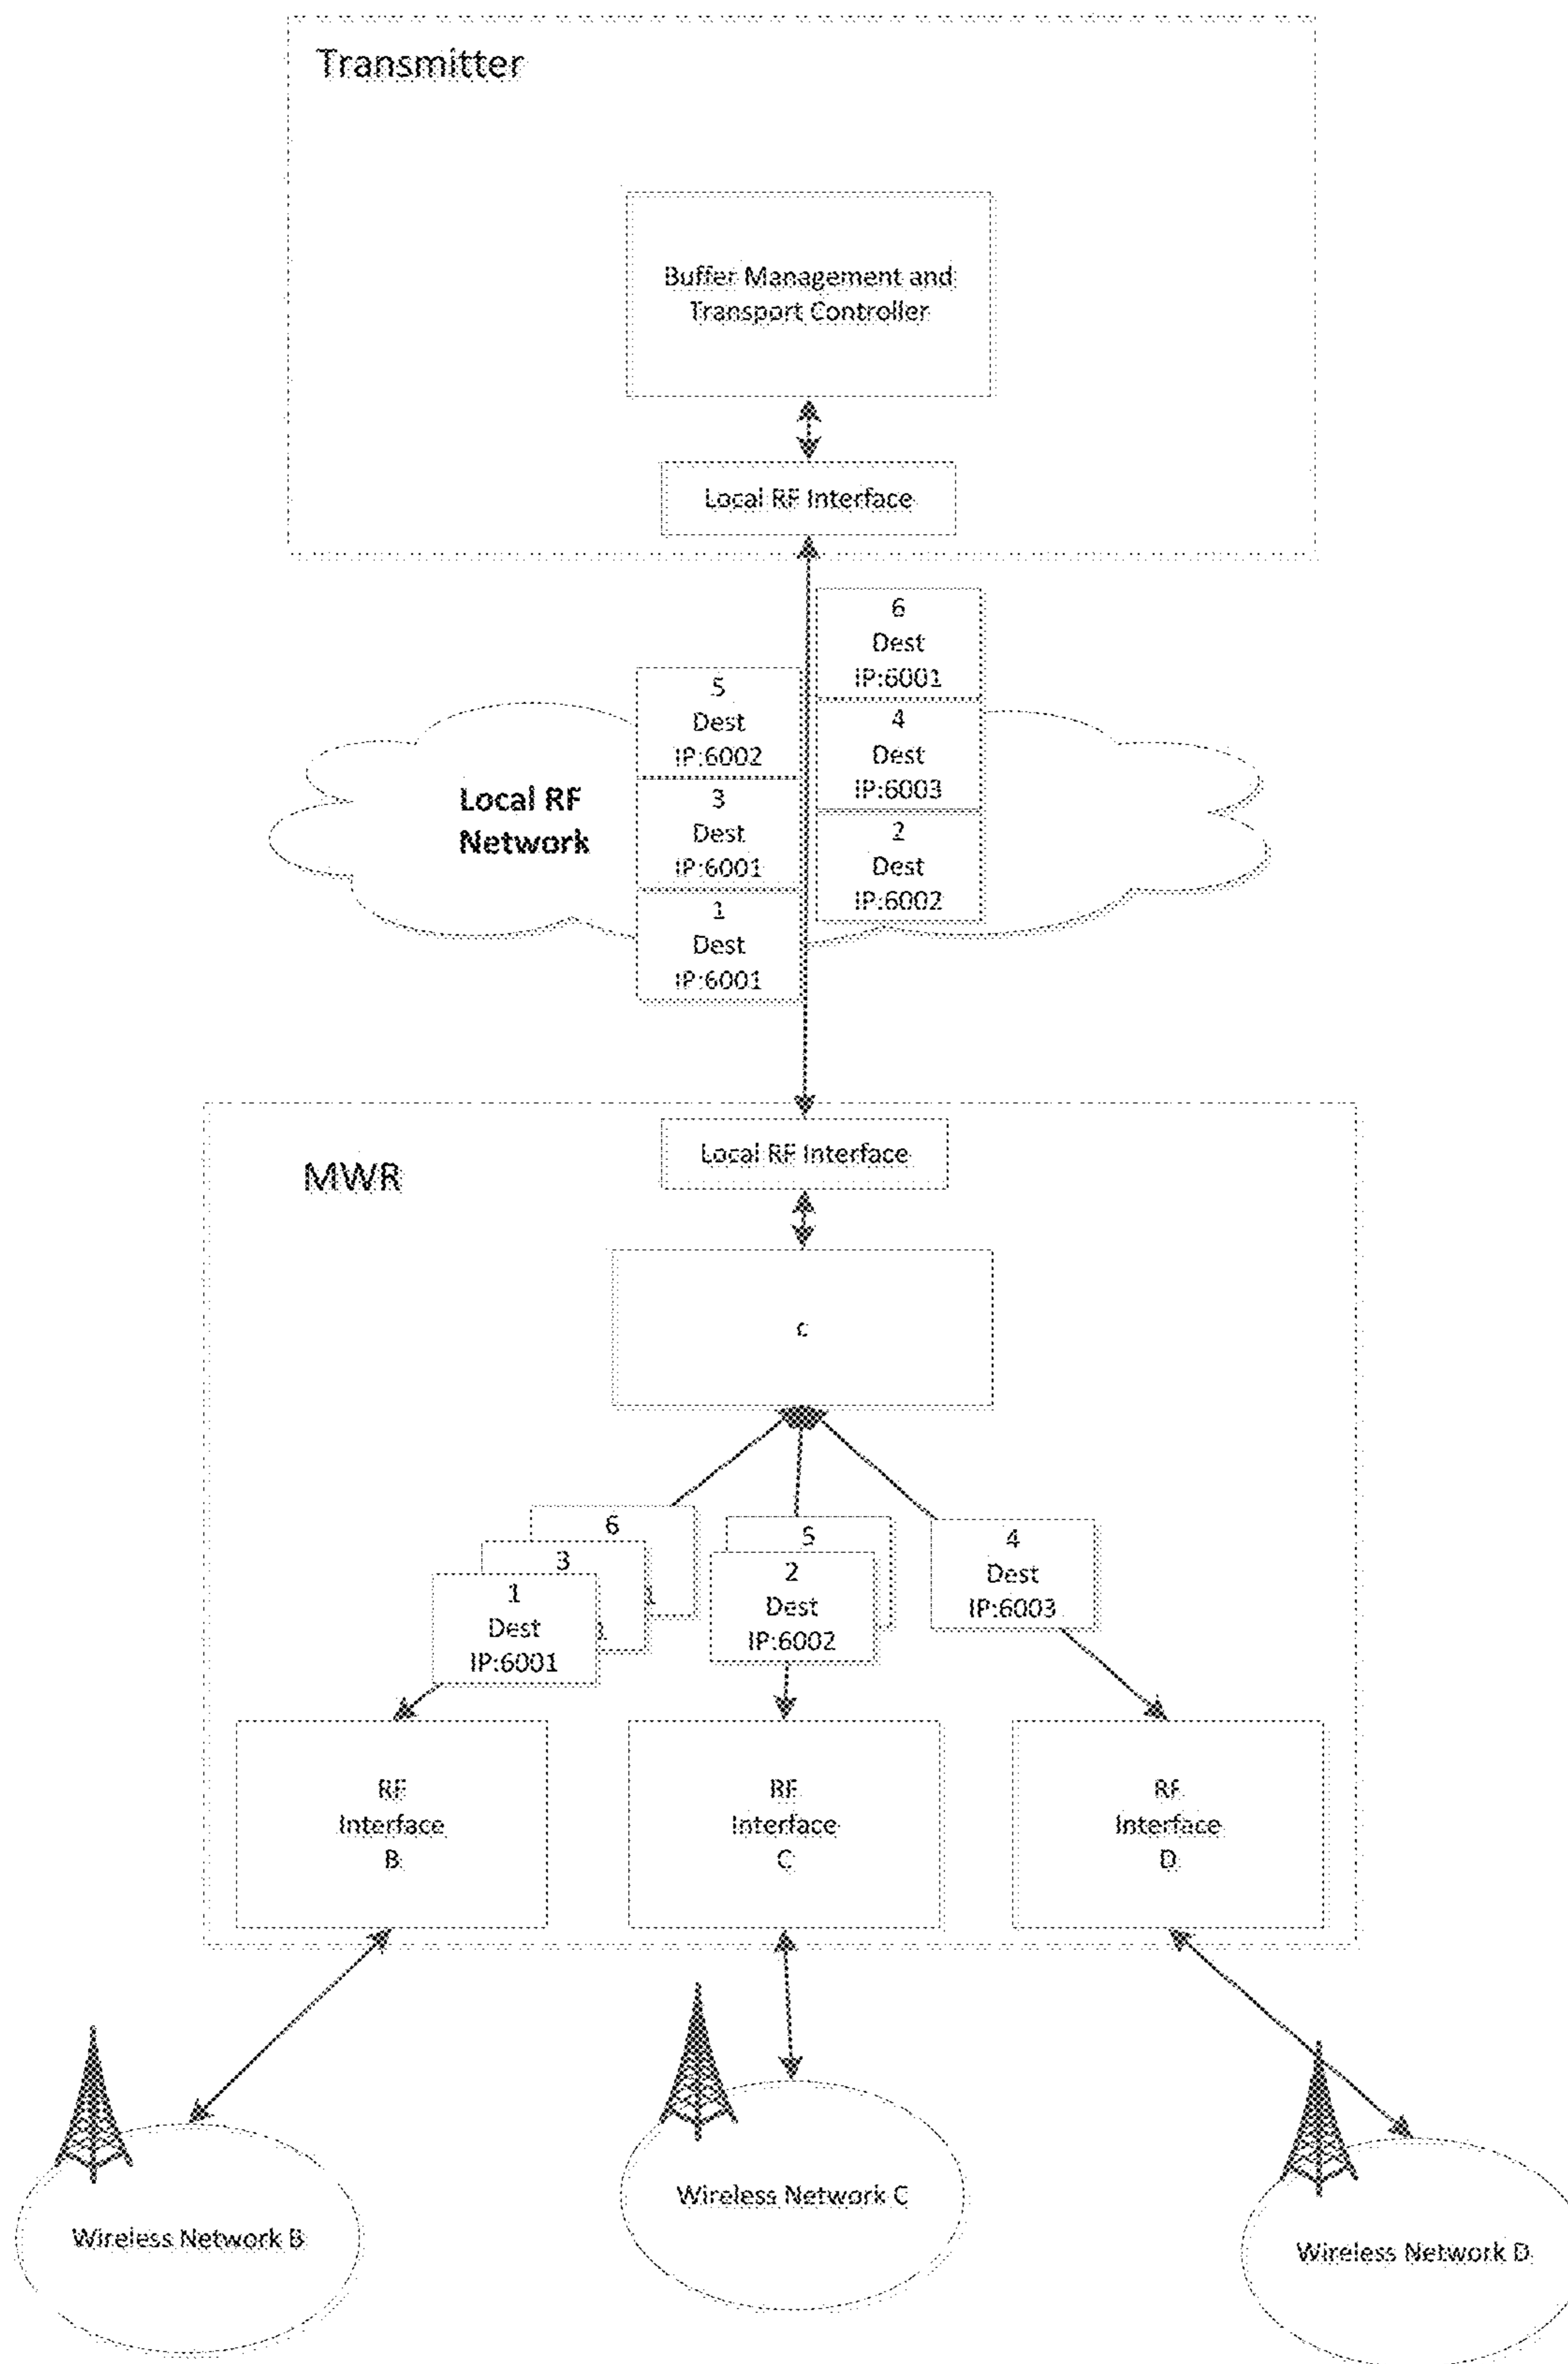 Transmitter
Buffer Management and
Transport Controller
Local RF Interface
6
Dest
IP:6001
5
Dest
IP:6002
4
Dest
IP:6003
Local RF
Network
3
Dest
IP:6001
2
Dest
IP:6002
1
Dest
IP:6001
Local RF Interface
MWR
c
6
3
1
Dest
IP:6001
5
2
Dest
IP:6002
4
Dest
IP:6003
RF
Interface
B
RF
Interface
C
RF
Interface
D
Wireless Network B
Wireless Network C
Wireless Network D